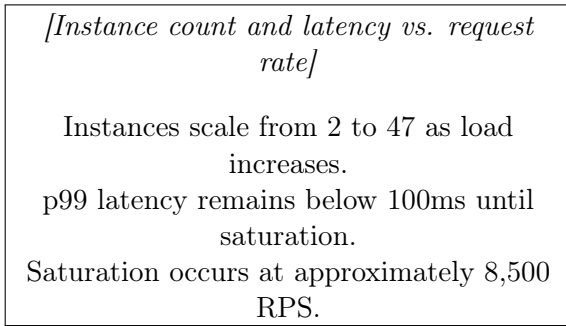 [Instance count and latency vs. request
rate]
Instances scale from 2 to 47 as load
increases.
p99 latency remains below 100ms until
saturation.
Saturation occurs at approximately 8,500
RPS.